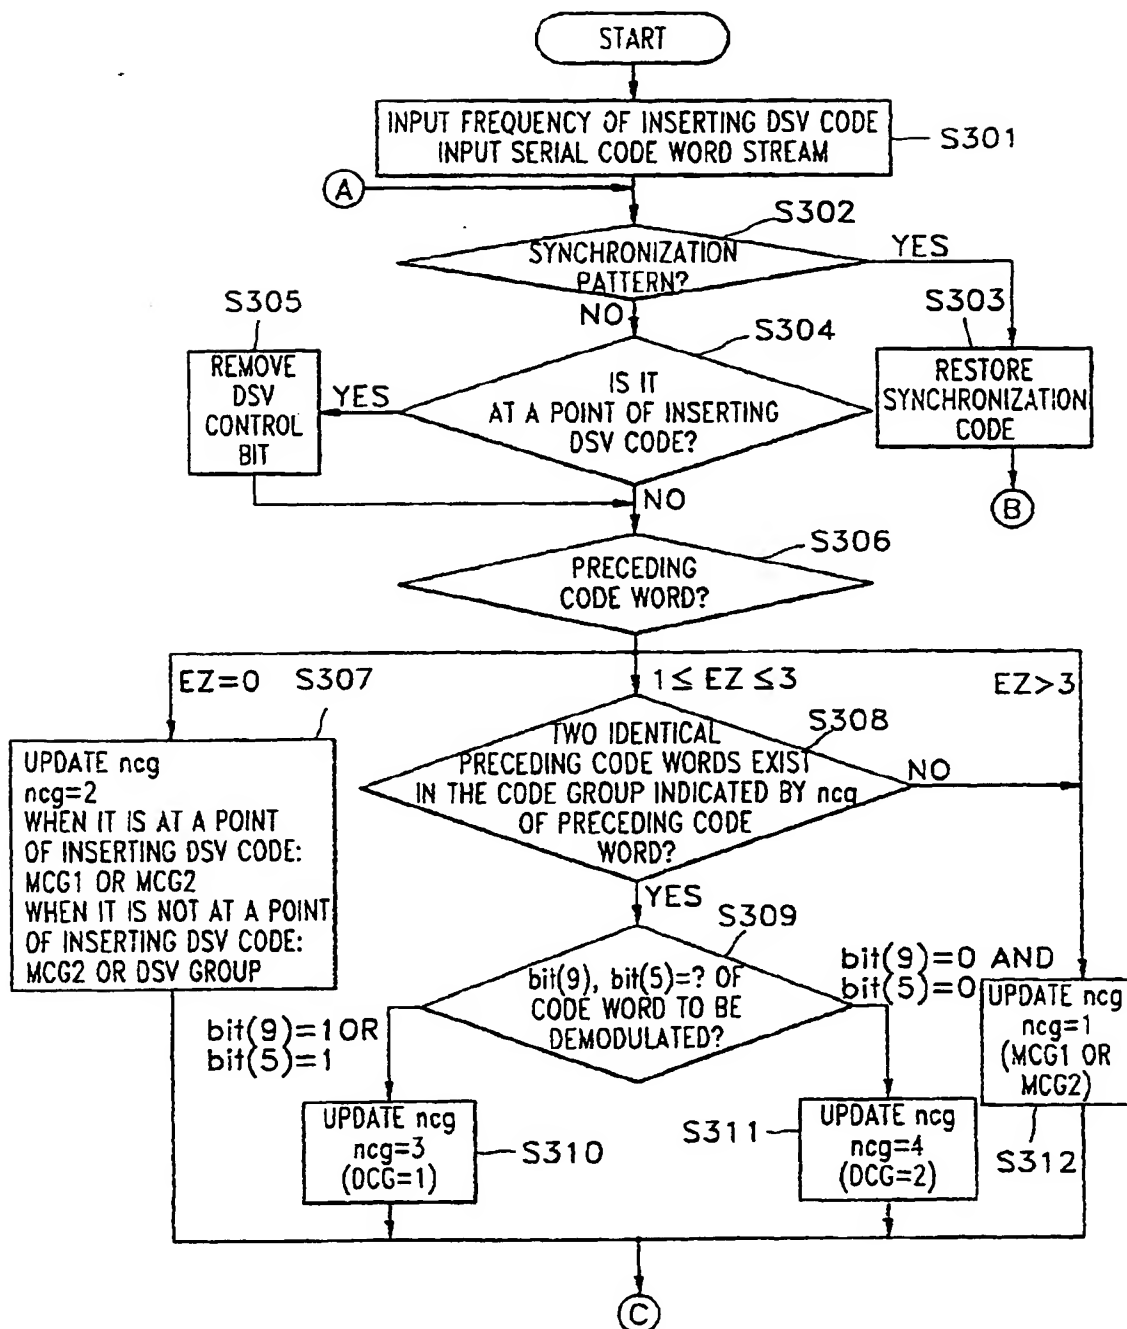 START
INPUT FREQUENCY OF INSERTING DSV CODE
INPUT SERIAL CODE WORD STREAM
S301
A
S302
SYNCHRONIZATION
PATTERN?
YES
NO
S303
RESTORE
SYNCHRONIZATION
CODE
B
S304
IS IT
AT A POINT OF INSERTING
DSV CODE?
YES
NO
S305
REMOVE
DSV
CONTROL
BIT
S306
PRECEDING
CODE WORD?
EZ=0
1≤ EZ ≤3
EZ>3
S307
UPDATE ncg
ncg=2
WHEN IT IS AT A POINT
OF INSERTING DSV CODE:
MCG1 OR MCG2
WHEN IT IS NOT AT A POINT
OF INSERTING DSV CODE:
MCG2 OR DSV GROUP
S308
TWO IDENTICAL
PRECEDING CODE WORDS EXIST
IN THE CODE GROUP INDICATED BY ncg
OF PRECEDING CODE
WORD?
NO
YES
S309
bit(9), bit(5)=? OF
CODE WORD TO BE
DEMODULATED?
bit(9)=1 OR
bit(5)=1
bit(9)=0 AND
bit(5)=0
UPDATE ncg
ncg=3
(DCG=1)
S310
S311
UPDATE ncg
ncg=4
(DCG=2)
UPDATE ncg
ncg=1
(MCG1 OR
MCG2)
S312
C